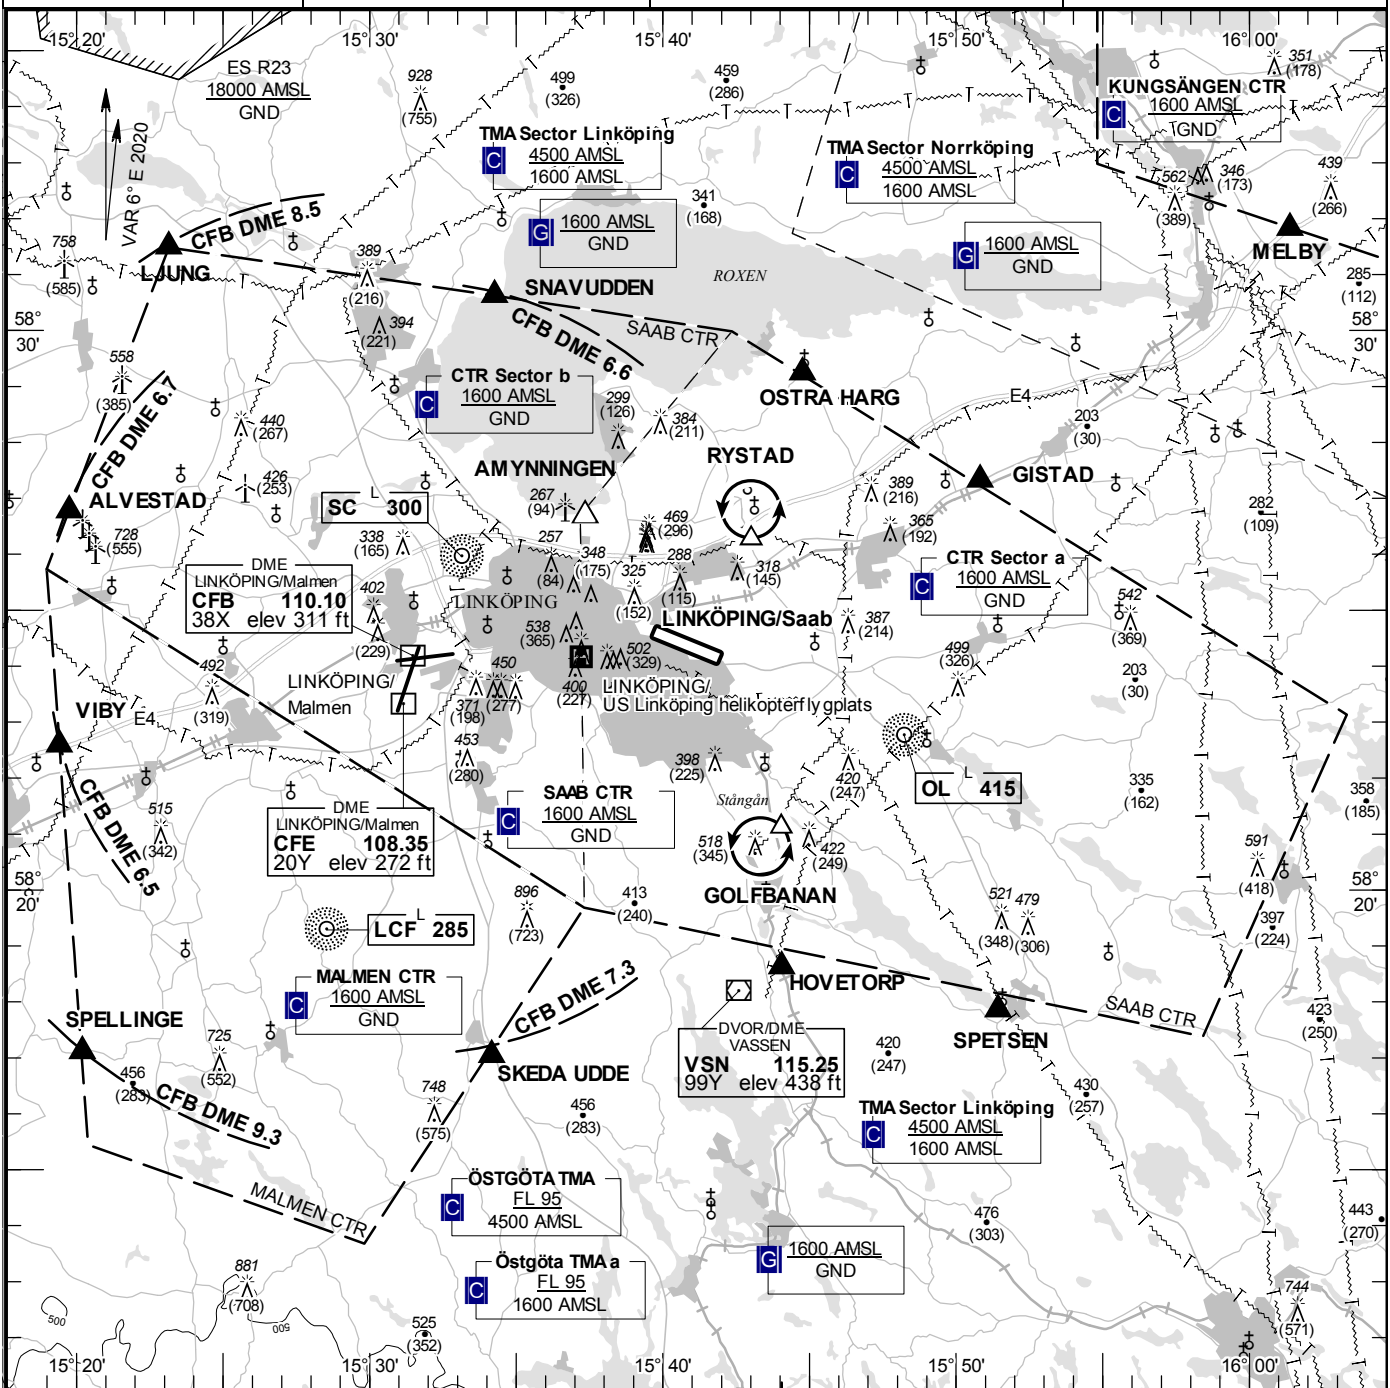 15°20'
15°30'
15°40'
15°50'
16°00'
ES R23
18000 AMSL
GND
VAR 6° E 2020
928
(755)
499
(326)
459
(286)
351
(178)
KUNGSÄNGEN CTR
C
1600 AMSL
GND
TMA Sector Linköping
C
4500 AMSL
1600 AMSL
TMA Sector Norrköping
C
4500 AMSL
1600 AMSL
562
(389)
346
(173)
439
(266)
341
(168)
G
1600 AMSL
GND
G
1600 AMSL
GND
CFB DME 8.5
LJUNG
758
(585)
389
(216)
SNAVUDDEN
ROXEN
MELBY
285
(112)
58°
30'
394
(221)
CFB DME 6.6
SAAB CTR
58°
30'
558
(385)
CFB DME 6.7
CTR Sector b
C
1600 AMSL
GND
OSTRA HARG
E4
299
(126)
384
(211)
203
(30)
440
(267)
426
(253)
AMYNNINGEN
RYSTAD
GISTAD
ALVESTAD
728
(555)
L
SC 300
267
(94)
469
(296)
389
(216)
365
(192)
282
(109)
338
(165)
257
(84)
348
(175)
325
(152)
288
(115)
318
(145)
CTR Sector a
C
1600 AMSL
GND
DME
LINKÖPING/Malmen
CFB 110.10
38X elev 311 ft
402
(229)
LINKÖPING
538
(365)
LINKÖPING/Saab
387
(214)
542
(369)
502
(329)
499
(326)
203
(30)
492
(319)
LINKÖPING/
Malmen
450
(277)
371
(198)
400
(227)
LINKÖPING/
US Linköping helikopterflygplats
VIBY
E4
453
(280)
398
(225)
420
(247)
L
OL 415
335
(162)
358
(185)
CFB DME 6.5
515
(342)
DME
LINKÖPING/Malmen
CFE 108.35
20Y elev 272 ft
SAAB CTR
C
1600 AMSL
GND
Stångån
518
(345)
422
(249)
GOLFBANAN
591
(418)
58°
20'
58°
20'
896
(723)
413
(240)
521
(348)
479
(306)
397
(224)
L
LCF 285
MALMEN CTR
C
1600 AMSL
GND
CFB DME 7.3
HOVETORP
SPETSEN
SAAB CTR
423
(250)
SPELLINGE
725
(552)
456
(283)
CFB DME 9.3
SKEDA UDDE
DVOR/DME
VASSEN
VSN 115.25
99Y elev 438 ft
420
(247)
430
(257)
748
(575)
456
(283)
TMA Sector Linköping
C
4500 AMSL
1600 AMSL
MALMEN CTR
ÖSTGÖTA TMA
C
FL 95
4500 AMSL
476
(303)
443
(270)
Östgöta TMA a
C
FL 95
1600 AMSL
G
1600 AMSL
GND
881
(708)
744
(571)
500
500
525
(352)
15°20'
15°30'
15°40'
15°50'
16°00'